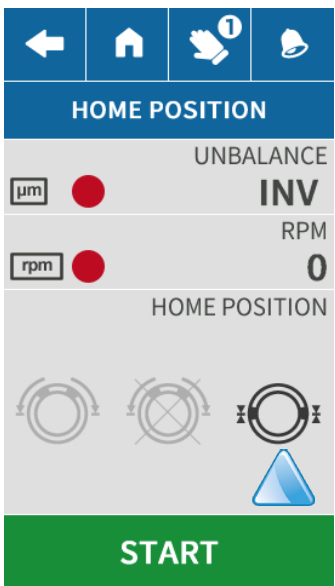 1
HOME POSITION
UNBALANCE
µm INV
RPM
rpm 0
HOME POSITION
START